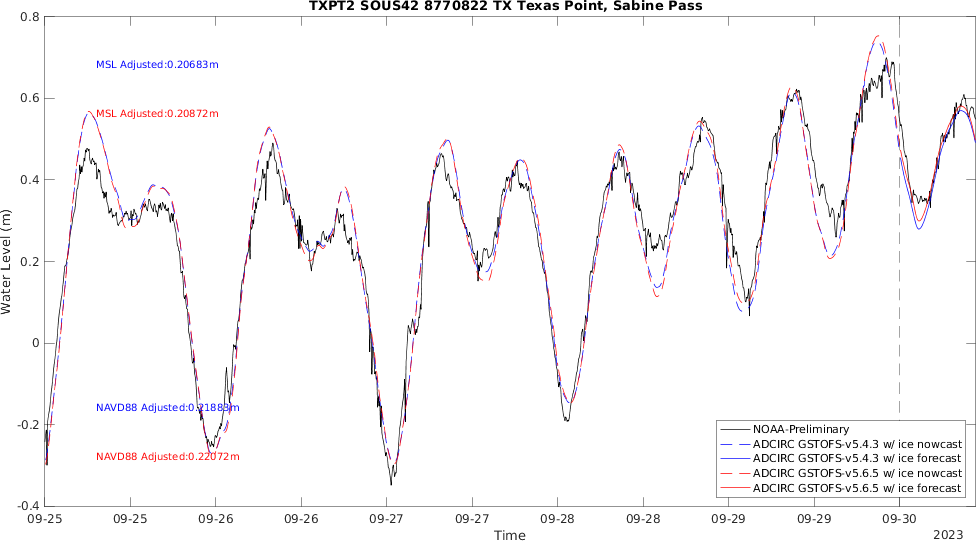 TXPT2 SOUS42 8770822 TX Texas Point, Sabine Pass
0.8
0.6
0.4
0.2
0
-0.2
-0.4
Water Level (m)
MSL Adjusted:0.20683m
MSL Adjusted:0.20872m
NAVD88 Adjusted:0.21883m
NAVD88 Adjusted:0.22072m
NOAA-Preliminary
ADCIRC GSTOFS-v5.4.3 w/ ice nowcast
ADCIRC GSTOFS-v5.4.3 w/ ice forecast
ADCIRC GSTOFS-v5.6.5 w/ ice nowcast
ADCIRC GSTOFS-v5.6.5 w/ ice forecast
09-25 09-25 09-26 09-26 09-27 09-27 09-28 09-28 09-29 09-29 09-30
Time
2023